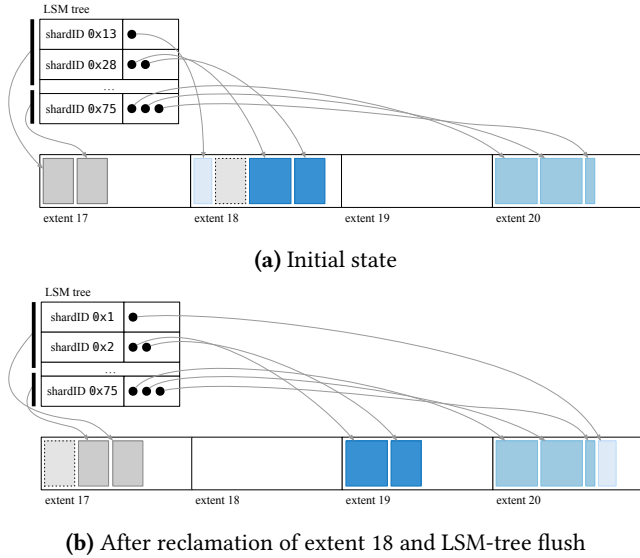 LSM tree
shardID 0x13
shardID 0x28
...
shardID 0x75
extent 17 extent 18 extent 19 extent 20
(a) Initial state
LSM tree
shardID 0x1
shardID 0x2
...
shardID 0x75
extent 17 extent 18 extent 19 extent 20
(b) After reclamation of extent 18 and LSM-tree flush